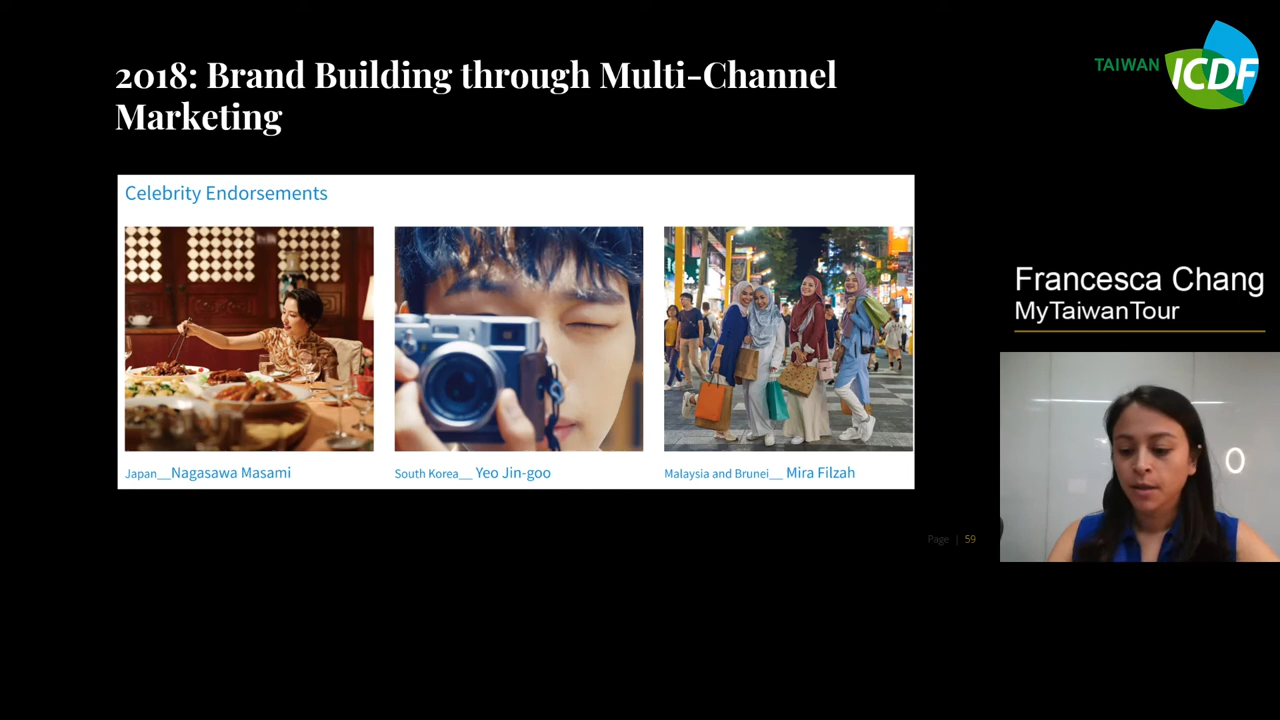 2018: Brand Building through Multi-Channel
Marketing
TAIWAN ICDF
Celebrity Endorsements
Japan__Nagasawa Masami
South Korea__ Yeo Jin-goo
Malaysia and Brunei__ Mira Filzah
Francesca Chang
MyTaiwanTour
Page | 59